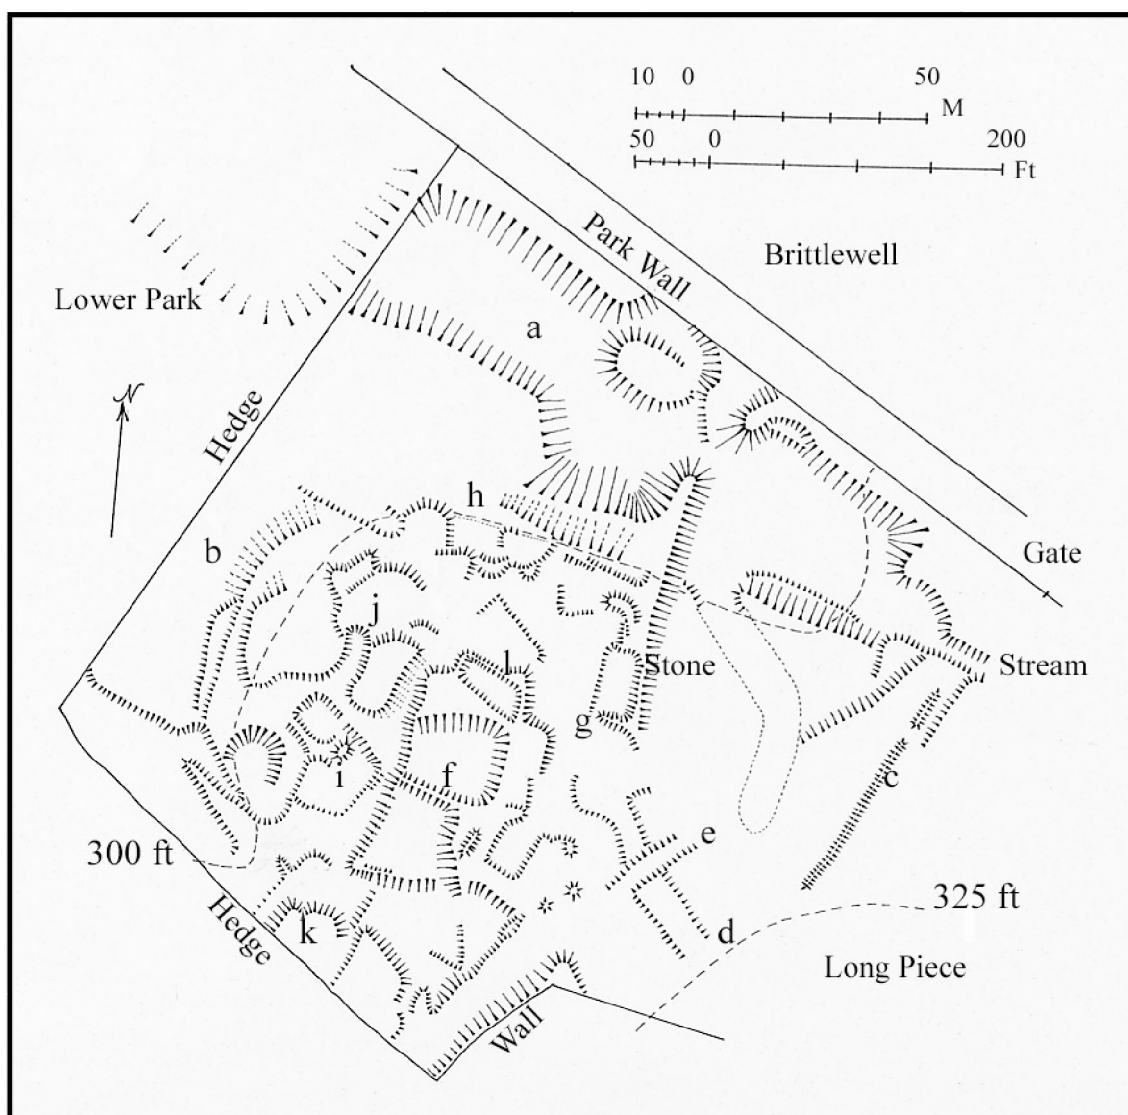 10 0 50
M
50 0 200
Ft
Park Wall
Brittlewell
Lower Park
a
N
Hedge
h
b
Gate
j
l
Stone
Stream
g
i
f
c
e
300 ft
325 ft
Hedge
k
d
Long Piece
Wall